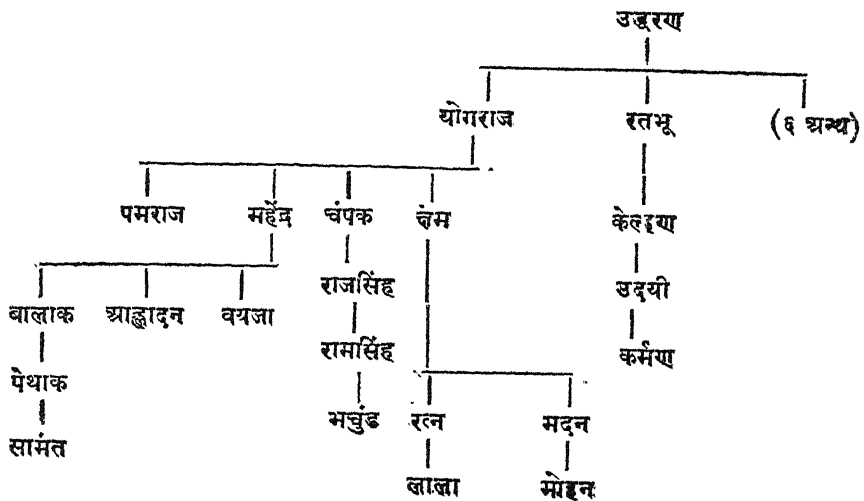 उद्धरण
योगराज रतभू (६ अन्थ)
पमराज महेंद्र चंपक क्षेम केल्हण
राजसिंह उदयी
बालाक आह्लादन वयजा
रामसिंह कर्मण
पेथाक
भचुंड रत्न मदन
सामंत
लाला मोहन